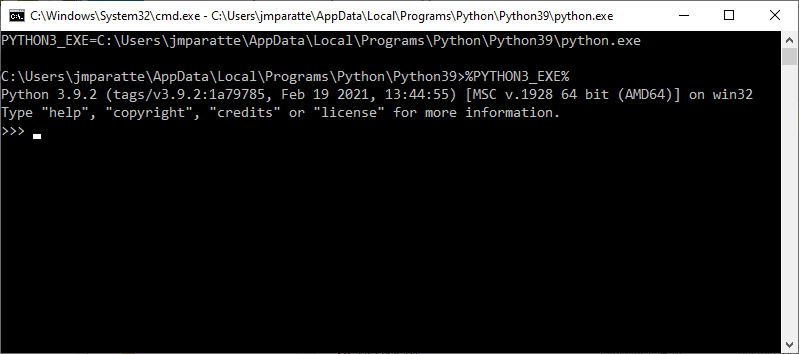 C:\Windows\System32\cmd.exe - C:\Users\jmparatte\AppData\Local\Programs\Python\Python39\python.exe
PYTHON3_EXE=C:\Users\jmparatte\AppData\Local\Programs\Python\Python39\python.exe
C:\Users\jmparatte\AppData\Local\Programs\Python\Python39>%PYTHON3_EXE%
Python 3.9.2 (tags/v3.9.2:1a79785, Feb 19 2021, 13:44:55) [MSC v.1928 64 bit (AMD64)] on win32
Type "help", "copyright", "credits" or "license" for more information.
>>>